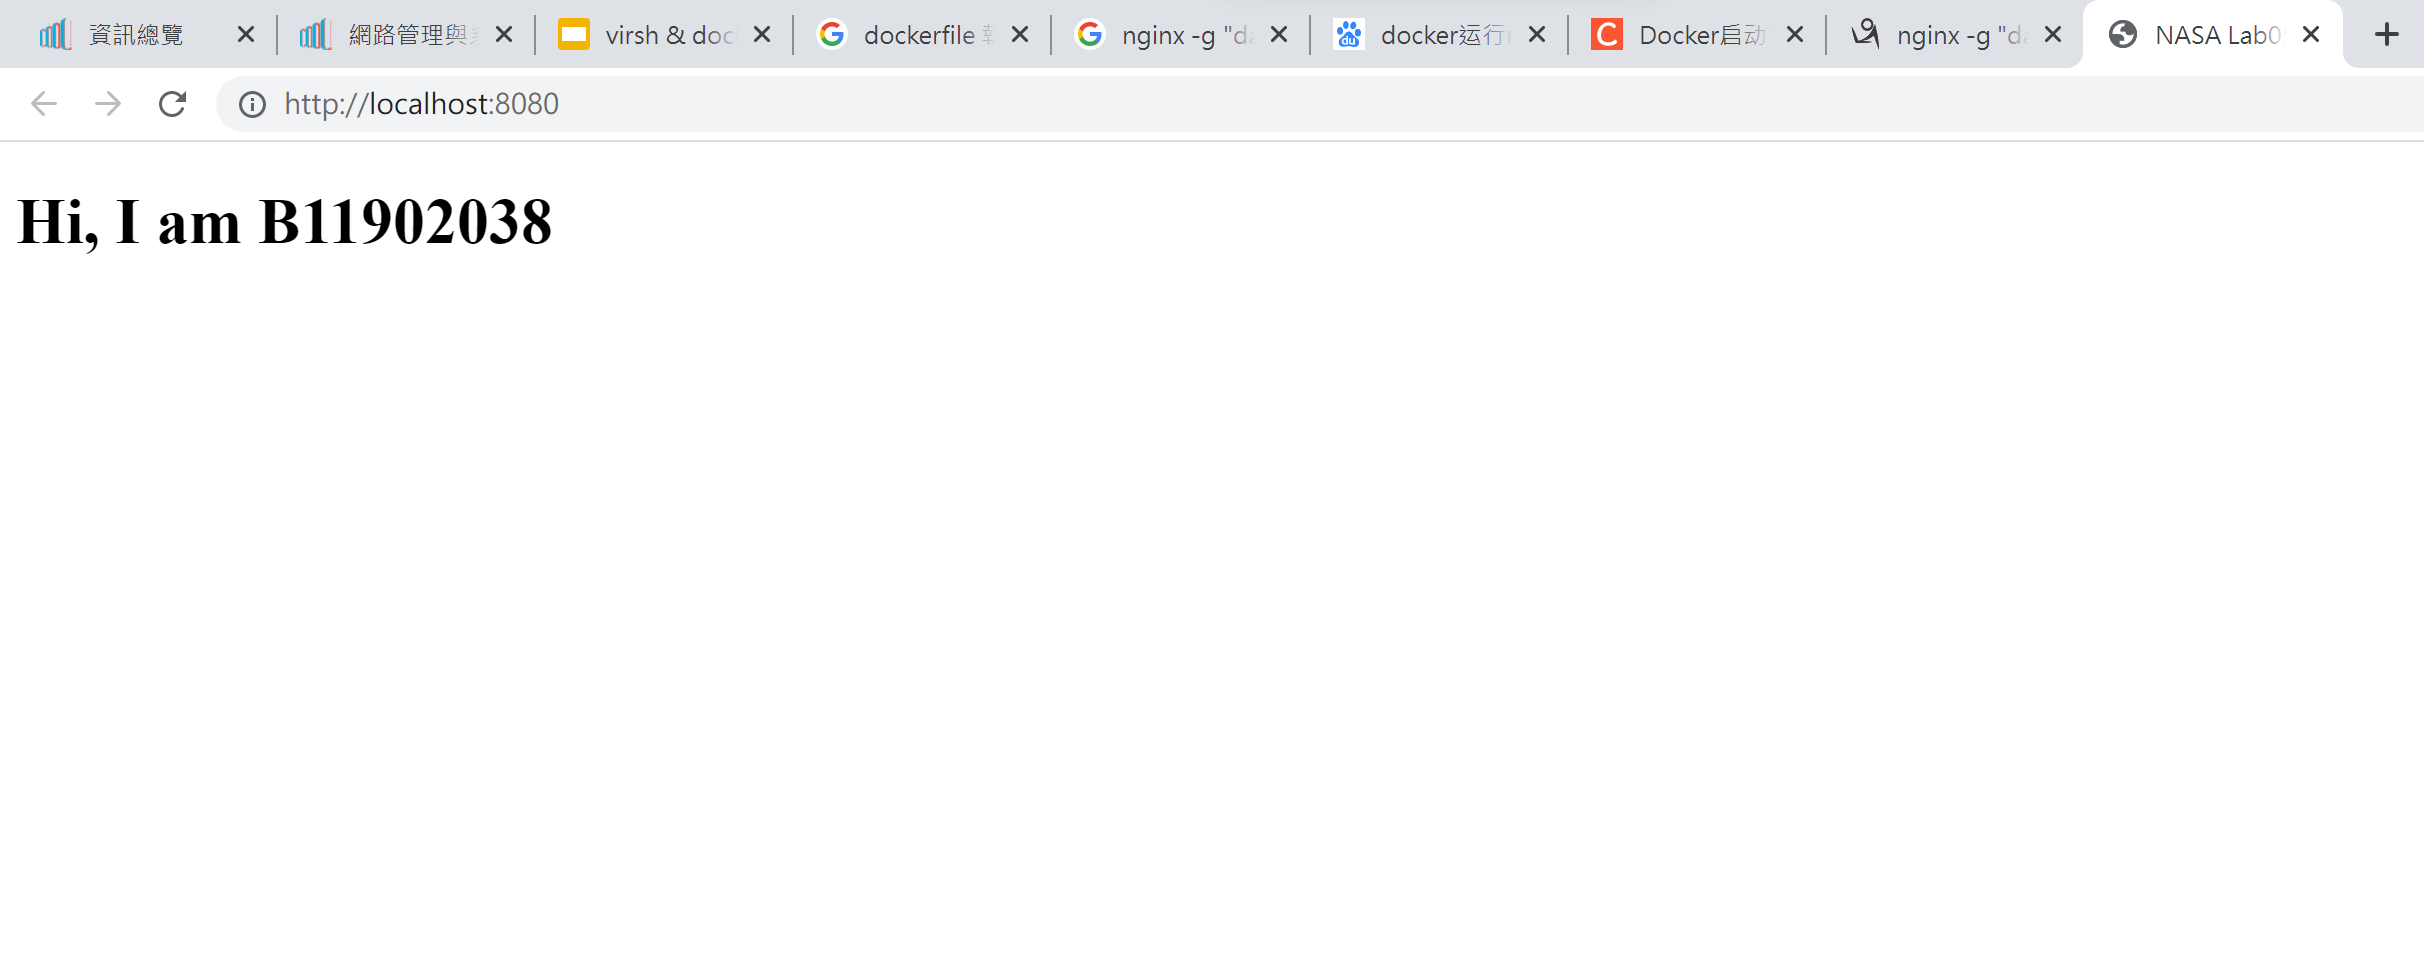 資訊總覽
網路管理與
virsh & doc
dockerfile
nginx -g "da
docker运行
Docker启动
nginx -g "da
NASA Lab0
http://localhost:8080
Hi, I am B11902038